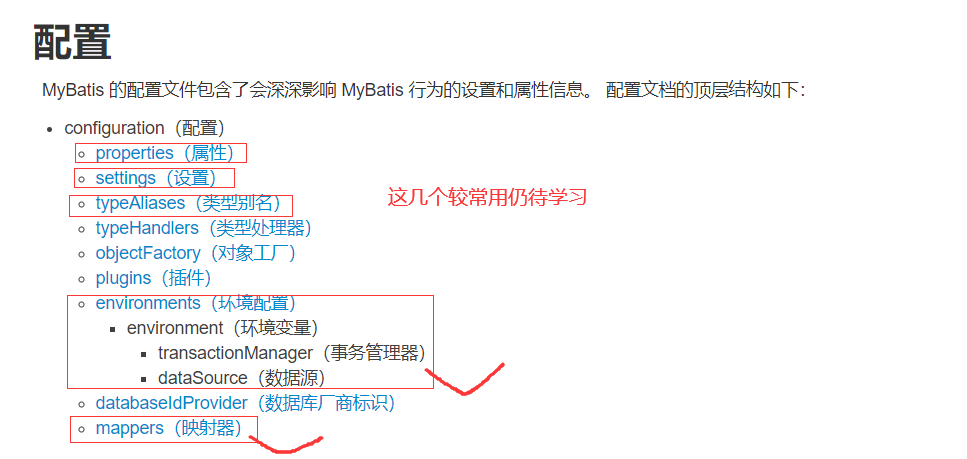 配置
MyBatis 的配置文件包含了会深深影响 MyBatis 行为的设置和属性信息。 配置文档的顶层结构如下：
configuration（配置）
properties（属性）
settings（设置）
这几个较常用仍待学习
typeAliases（类型别名）
typeHandlers（类型处理器）
objectFactory（对象工厂）
plugins（插件）
environments（环境配置）
environment（环境变量）
transactionManager（事务管理器）
dataSource（数据源）
databaseIdProvider（数据库厂商标识）
mappers（映射器）